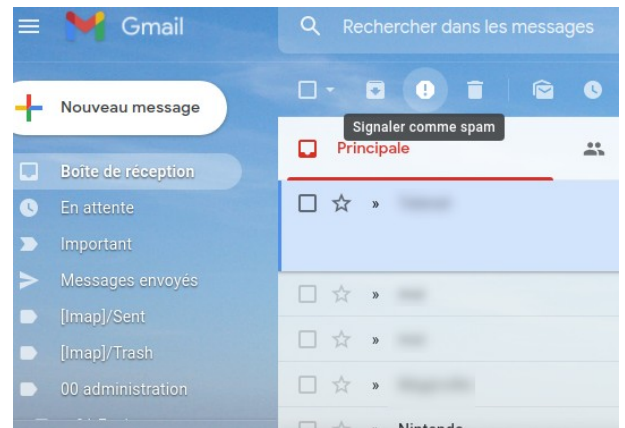 Gmail
Rechercher dans les messages
Nouveau message
Signaler comme spam
Principale
Boîte de réception
En attente
Important
Messages envoyés
[Imap]/Sent
[Imap]/Trash
00 administration
Nintendo